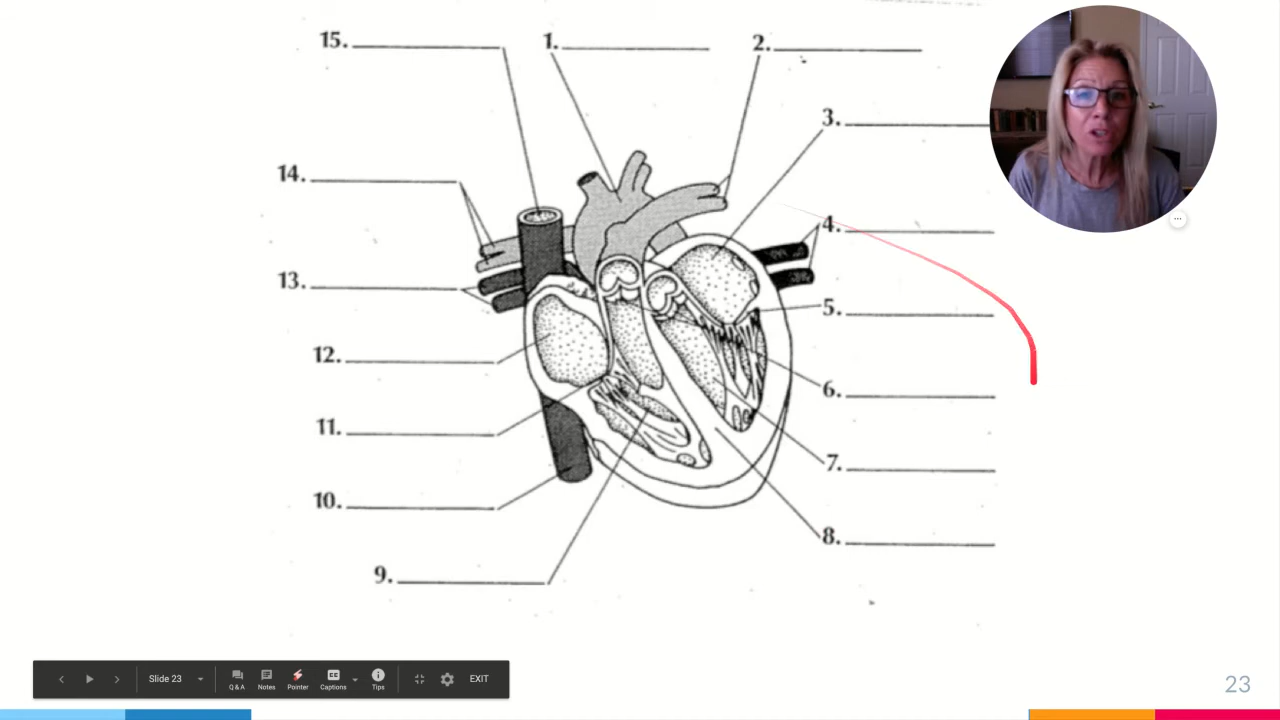 15.
1.
2.
3.
14.
4.
13.
5.
12.
6.
11.
7.
10.
8.
9.
Slide 23
Q & A
Notes
Pointer
CC
Captions
Tips
EXIT
23